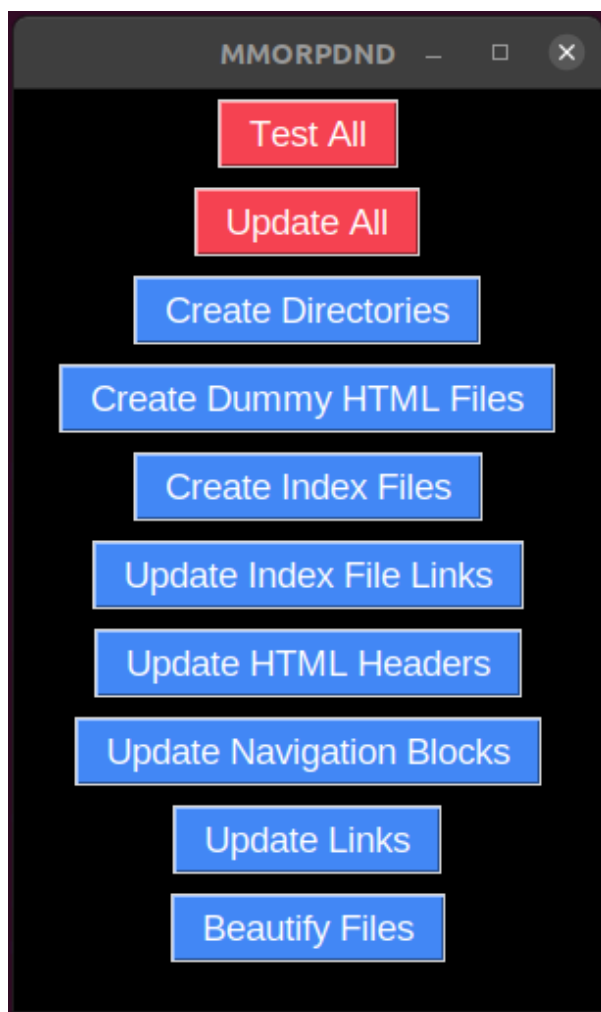 MMORPDND
Test All
Update All
Create Directories
Create Dummy HTML Files
Create Index Files
Update Index File Links
Update HTML Headers
Update Navigation Blocks
Update Links
Beautify Files